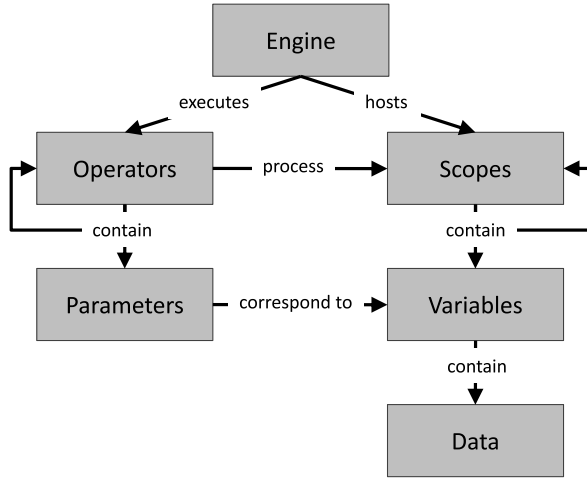 Engine
executes
hosts
Operators
process
Scopes
contain
contain
Parameters
correspond to
Variables
contain
Data